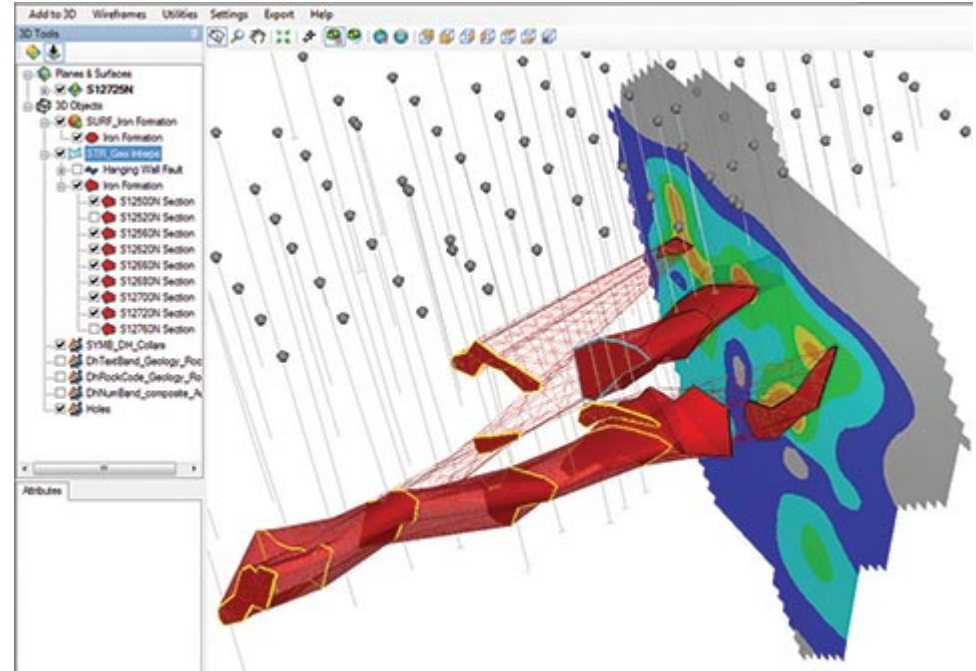 Add to 3D Wireframes Utilities Settings Export Help
3D Tools
Planes & Surfaces
S12725N
3D Objects
SURF_Iron Formation
Iron Formation
STR_Geo Interps
Hanging Wall Fault
Iron Formation
S12500N Section
S12520N Section
S12560N Section
S12620N Section
S12660N Section
S12680N Section
S12700N Section
S12720N Section
S12760N Section
SYMB_DH_Collars
DhTextBand_Geology_Roc
DhRockCode_Geology_Ro
DhNumBand_composite_A
Holes
Attributes